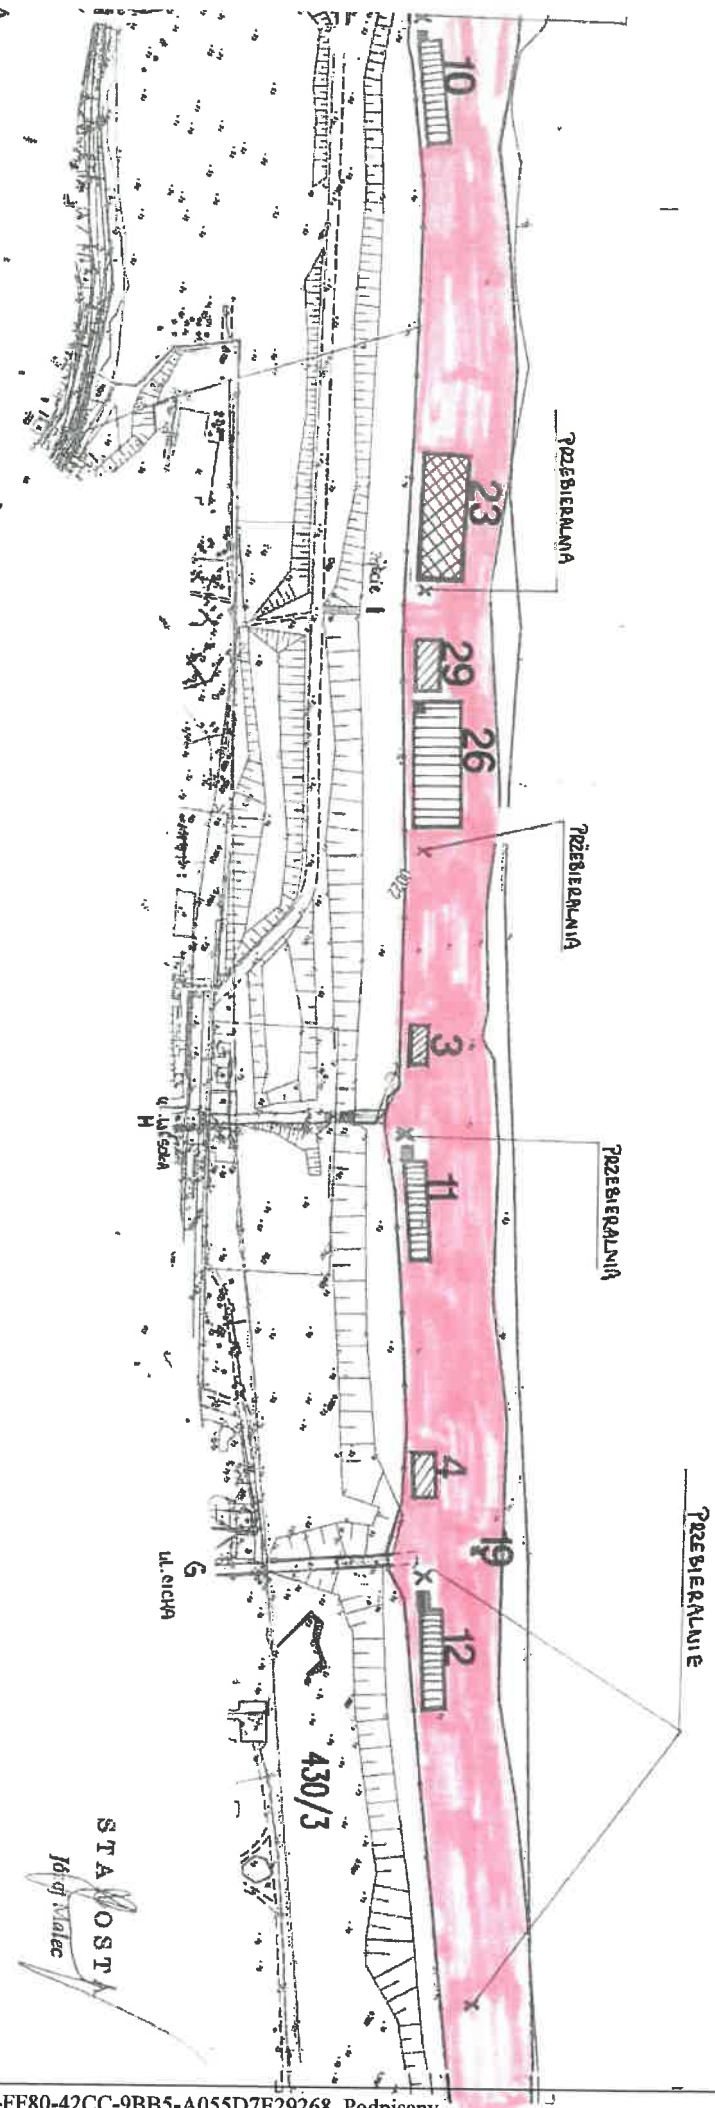 10
PRZEBIERALNIA
23
29
26
PRZEBIERALNIA
3
PRZEBIERALNIA
11
4
19
PRZEBIERALNIE
12
H
G
ul. CICHA
430/3
Malec
-FF80-42CC-9BB5-A055D7F29268. Podpisany